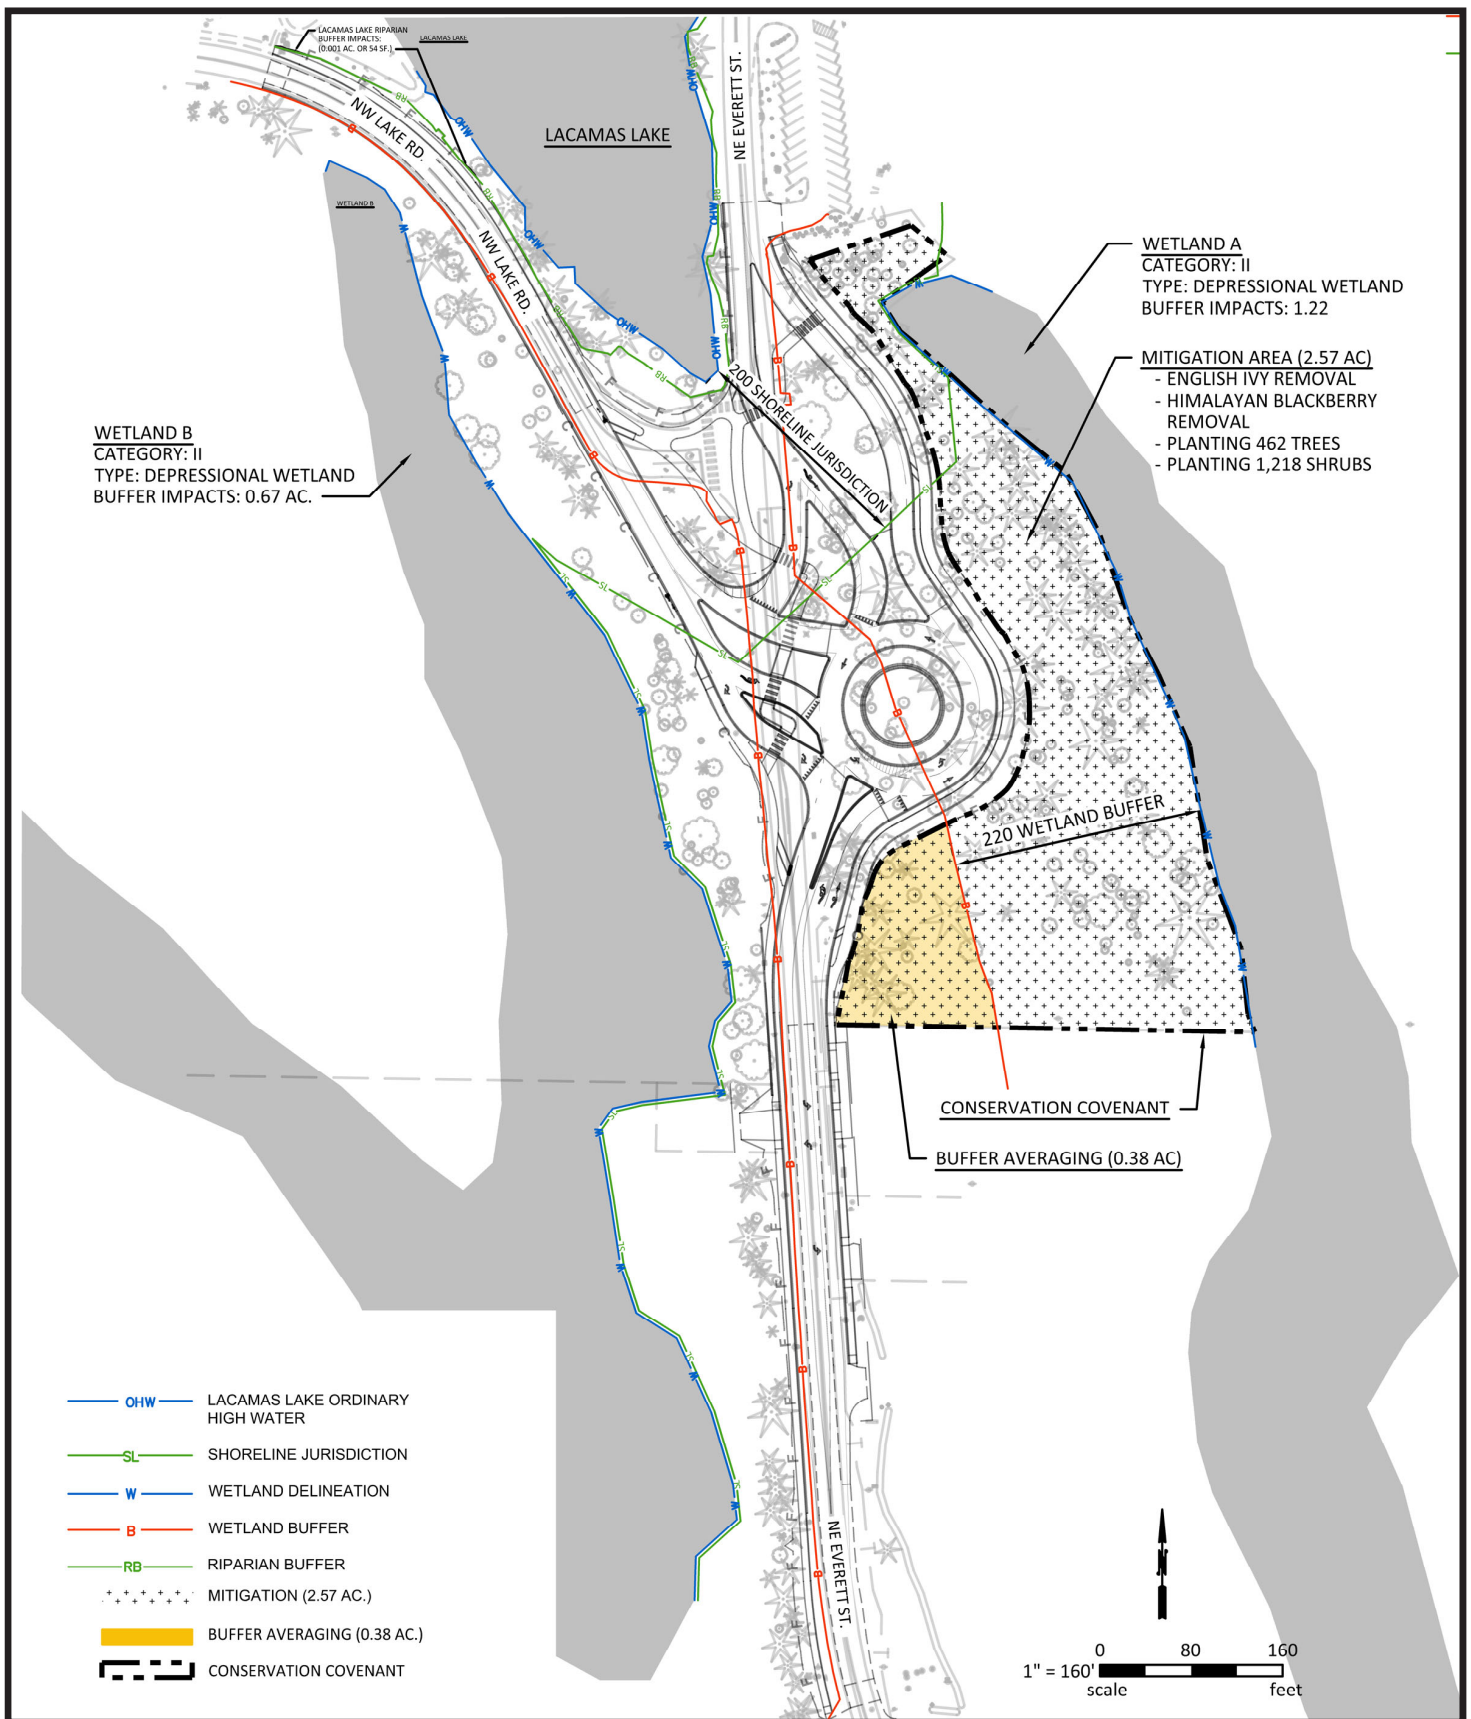 LACAMAS LAKE RIPARIAN
BUFFER IMPACTS:
(0.001 AC. OR 54 SF.)
LACAMAS LAKE
NW LAKE RD.
LACAMAS LAKE
NE EVERETT ST.
WETLAND B
NW LAKE RD.
WETLAND A
CATEGORY: II
TYPE: DEPRESSIONAL WETLAND
BUFFER IMPACTS: 1.22
MITIGATION AREA (2.57 AC)
- ENGLISH IVY REMOVAL
- HIMALAYAN BLACKBERRY
REMOVAL
- PLANTING 462 TREES
- PLANTING 1,218 SHRUBS
200 SHORELINE JURISDICTION
WETLAND B
CATEGORY: II
TYPE: DEPRESSIONAL WETLAND
BUFFER IMPACTS: 0.67 AC.
220 WETLAND BUFFER
CONSERVATION COVENANT
BUFFER AVERAGING (0.38 AC)
OHW LACAMAS LAKE ORDINARY
HIGH WATER
SL SHORELINE JURISDICTION
W WETLAND DELINEATION
B WETLAND BUFFER
RB RIPARIAN BUFFER
MITIGATION (2.57 AC.)
BUFFER AVERAGING (0.38 AC.)
CONSERVATION COVENANT
NE EVERETT ST.
N
0 80 160
1" = 160'
scale feet